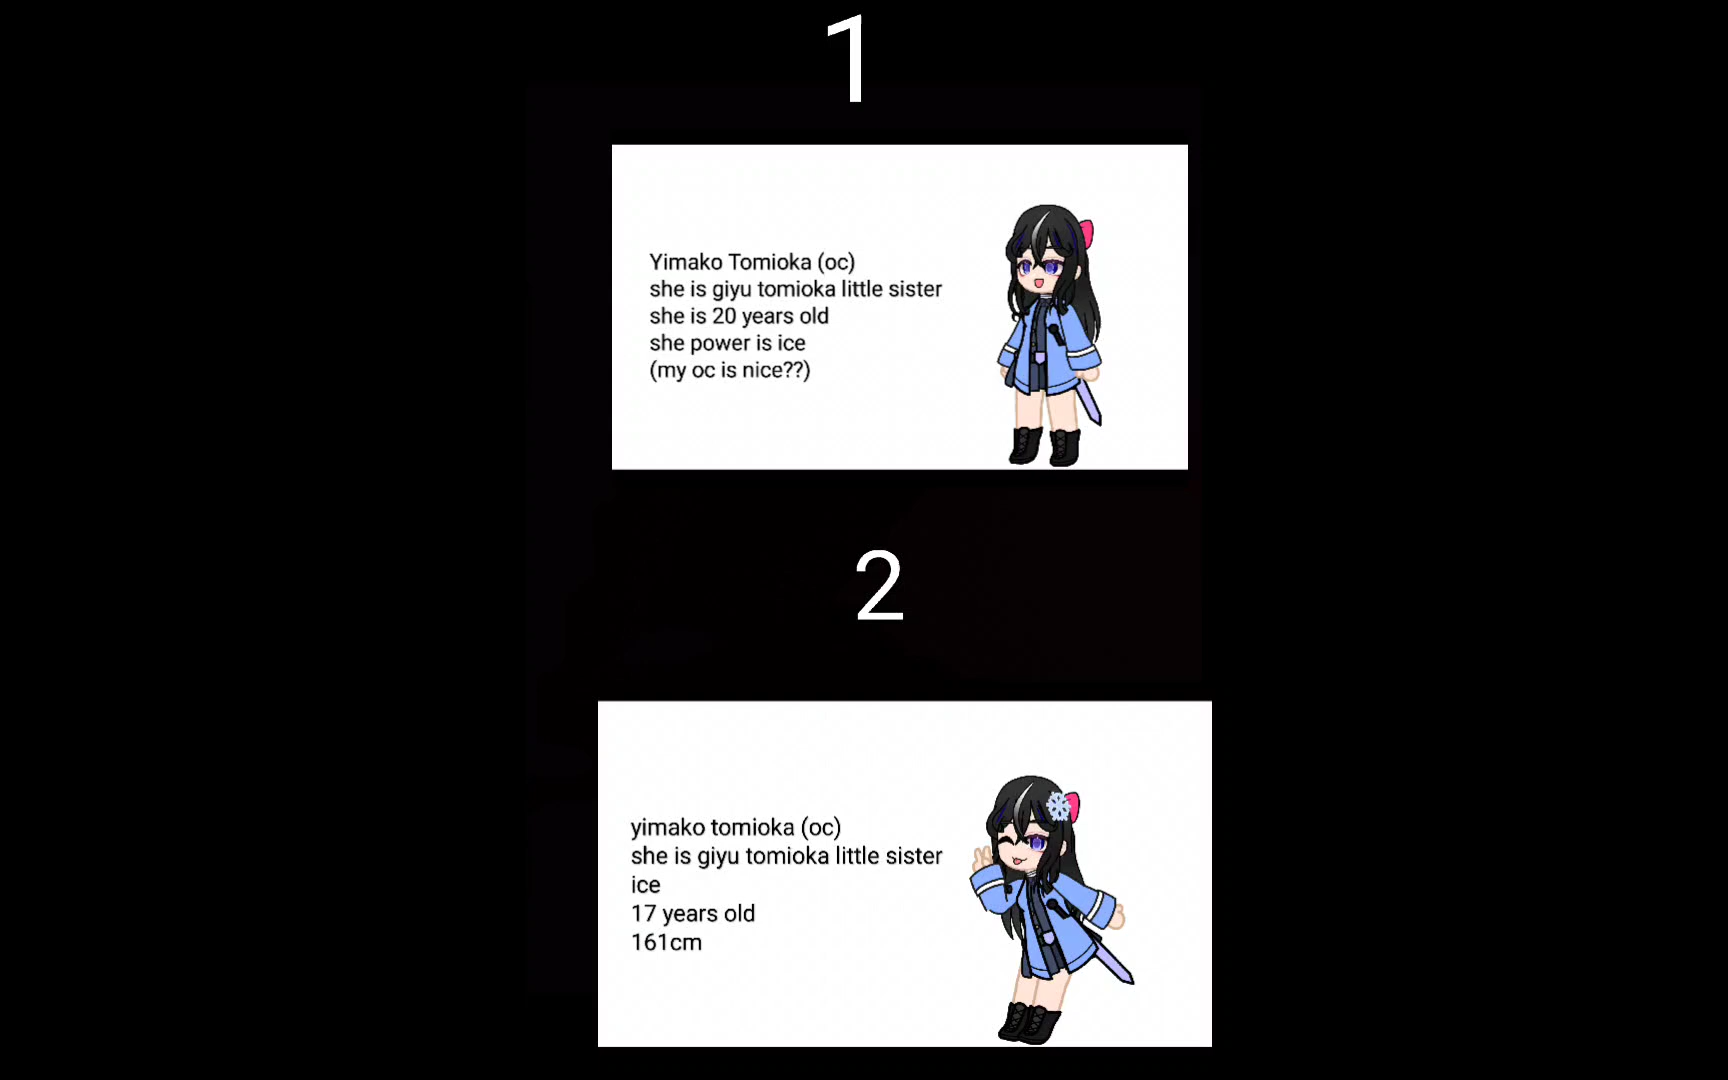 1
Yimako Tomioka (oc)
she is giyu tomioka little sister
she is 20 years old
she power is ice
(my oc is nice??)
2
yimako tomioka (oc)
she is giyu tomioka little sister
ice
17 years old
161cm